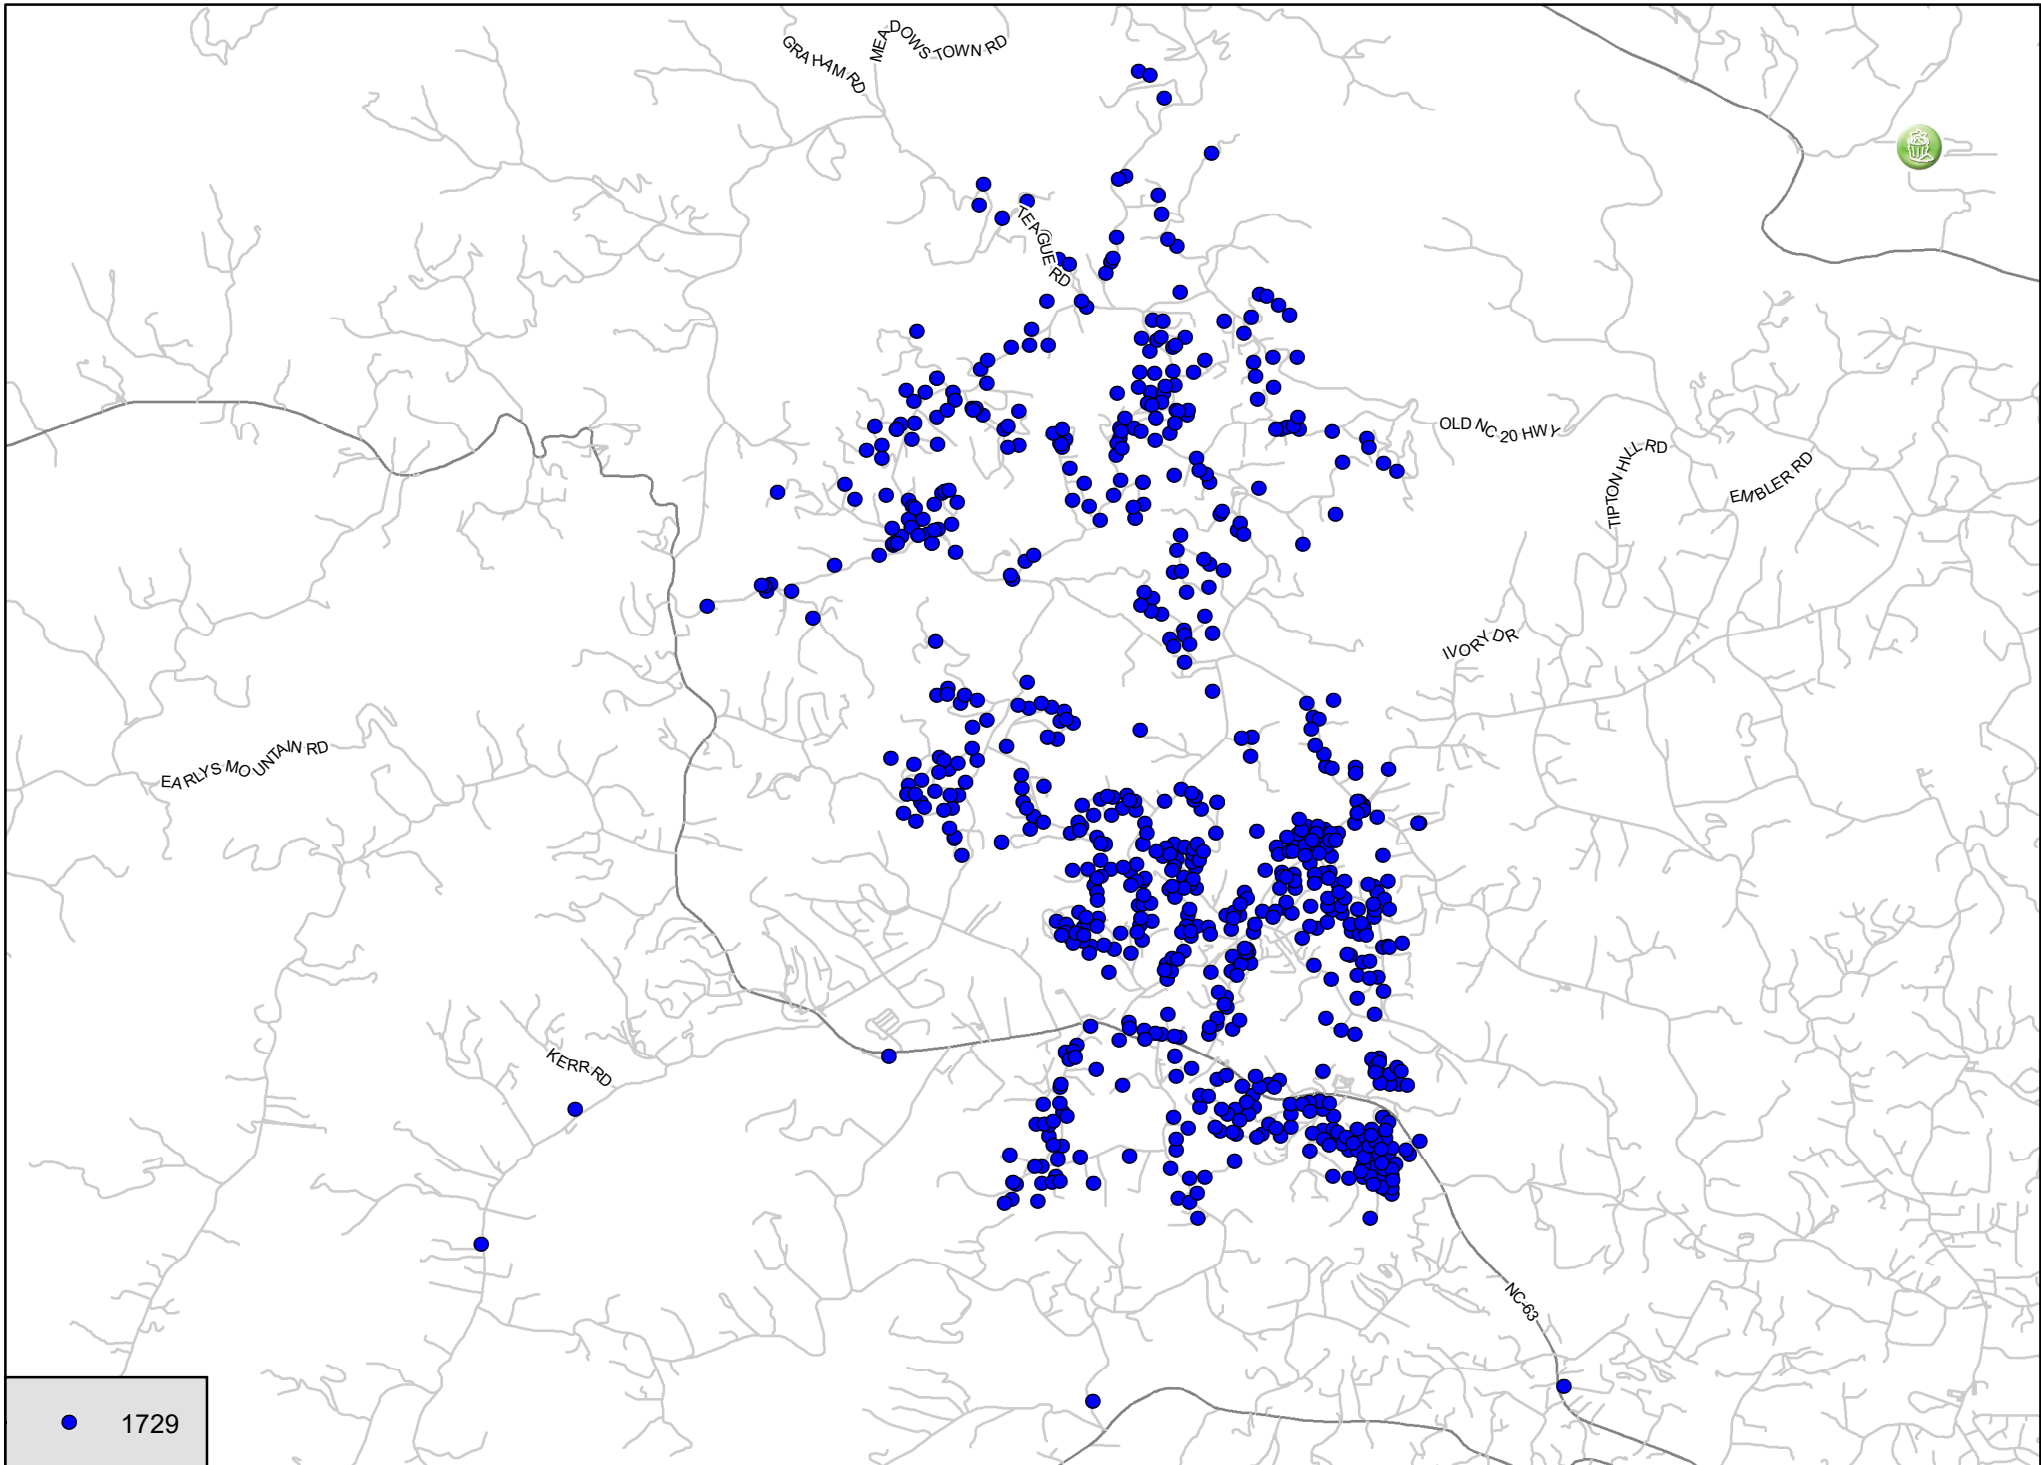 GRAHAM RD
MEADOWS TOWN RD
TEAGUE RD
OLD NC 20 HWY
TIPTON HILL RD
EMBLER RD
IVORY DR
EARLYS MOUNTAIN RD
KERR RD
NC-63
1729